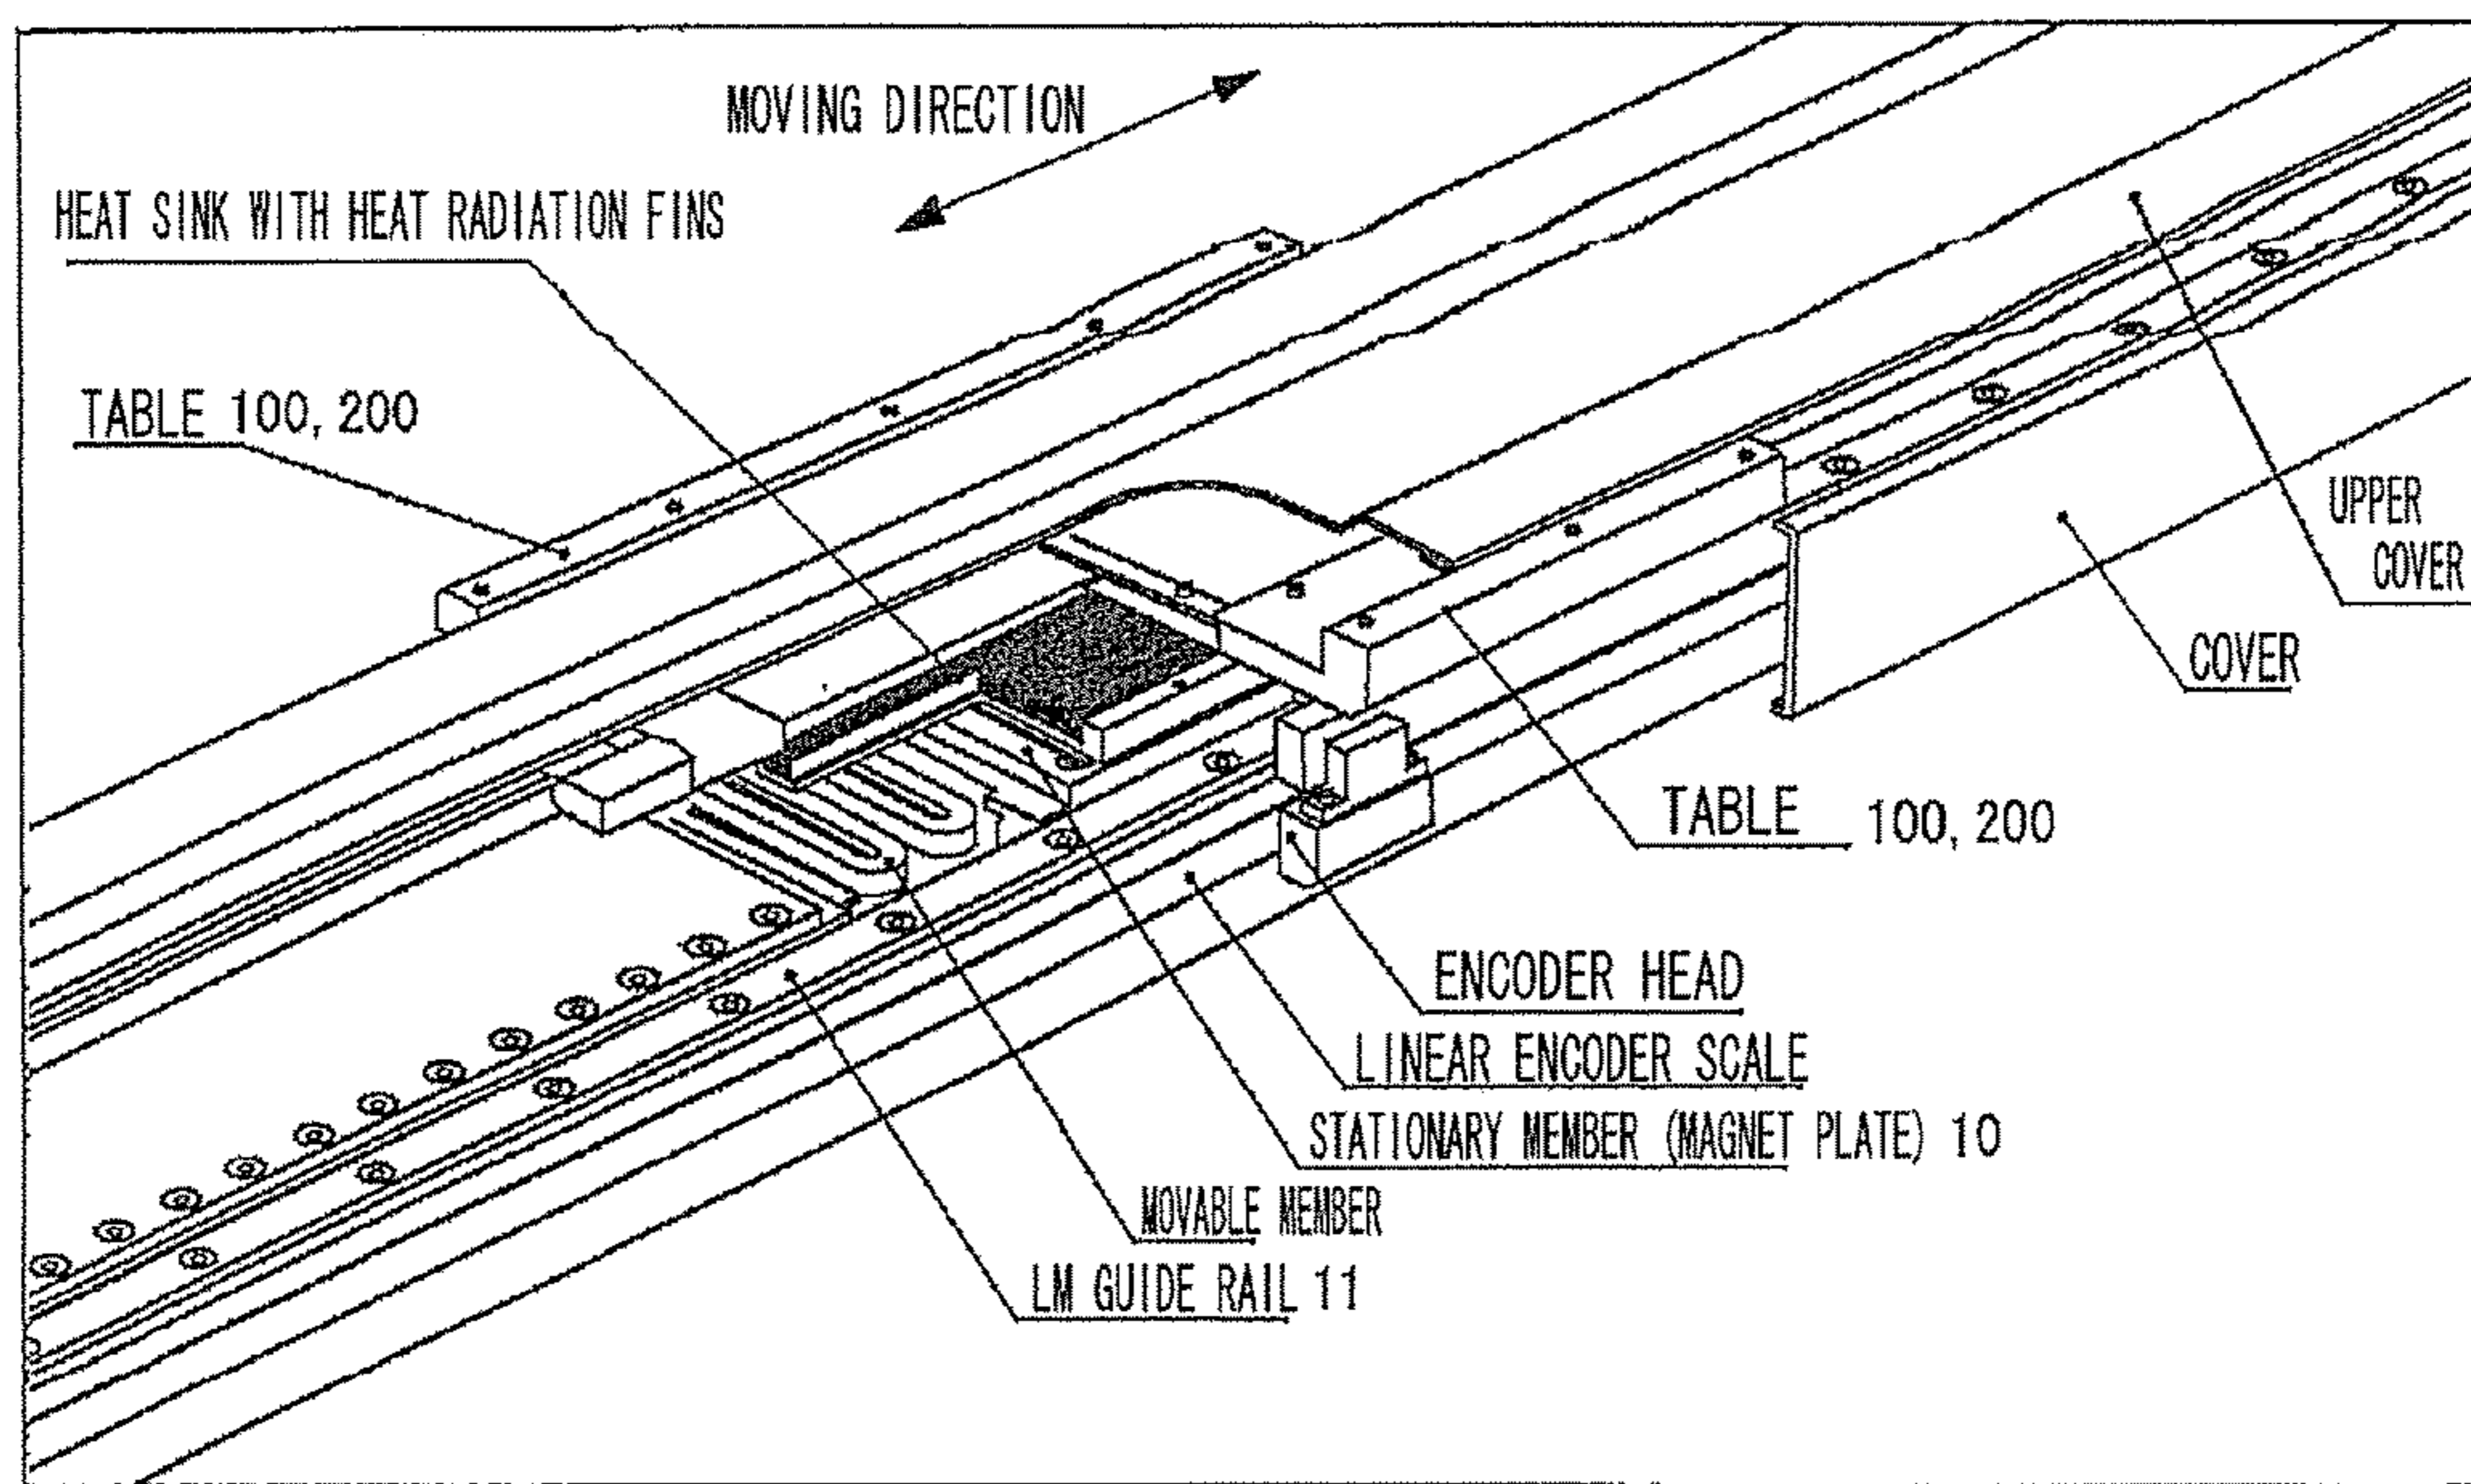 MOVING DIRECTION
HEAT SINK WITH HEAT RADIATION FINS
TABLE 100, 200
UPPER
COVER
COVER
TABLE 100, 200
ENCODER HEAD
LINEAR ENCODER SCALE
STATIONARY MEMBER (MAGNET PLATE) 10
MOVABLE MEMBER
LM GUIDE RAIL 11